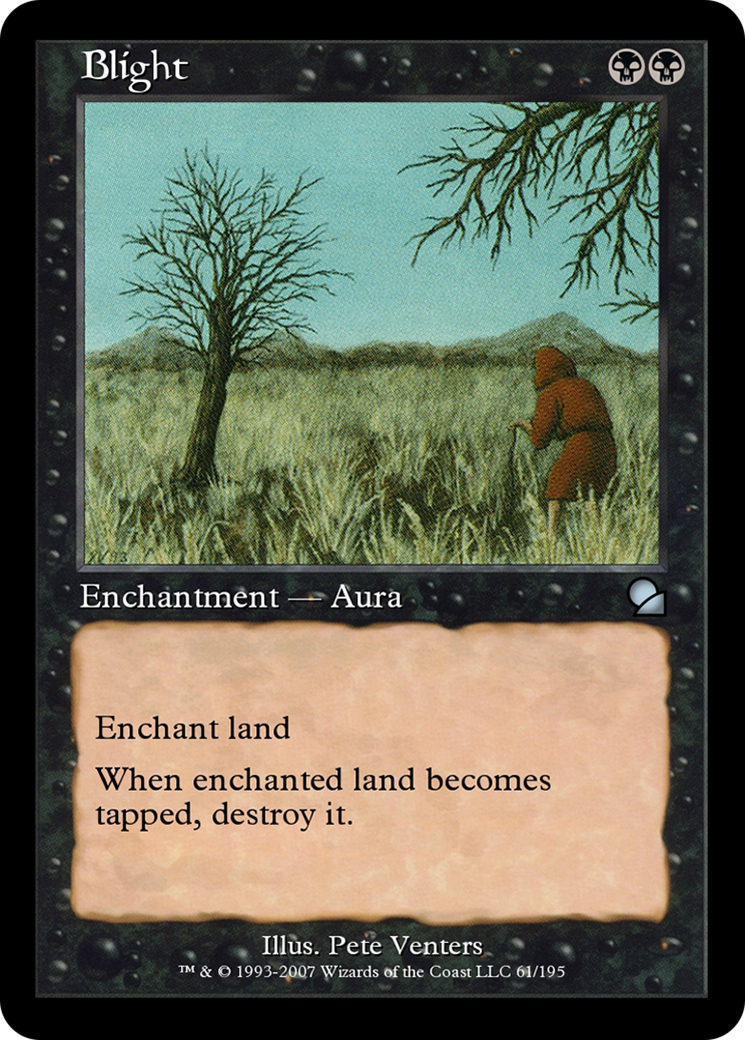 Blight
Enchantment — Aura
Enchant land
When enchanted land becomes
tapped, destroy it.
Illus. Pete Venters
™ & © 1993-2007 Wizards of the Coast LLC 61/195